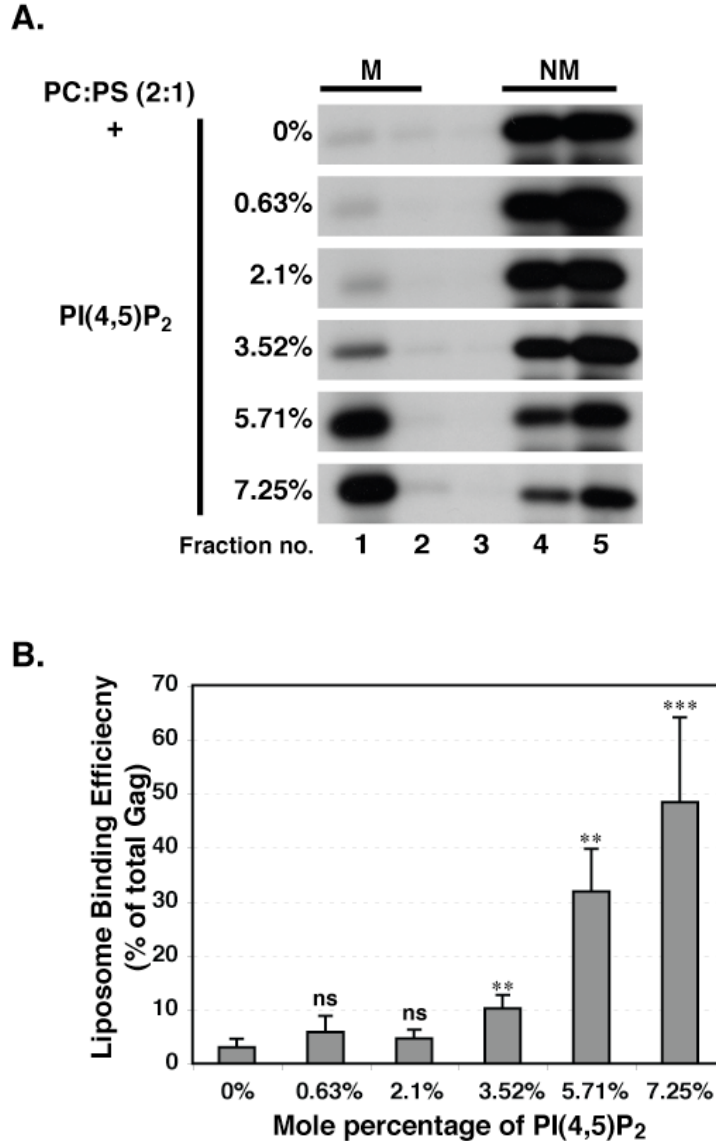 A.
M NM
PC:PS (2:1)
+
0%
0.63%
2.1%
PI(4,5)P₂
3.52%
5.71%
7.25%
Fraction no. 1 2 3 4 5
B.
Liposome Binding Efficiecny
(% of total Gag)
70
60
50
40
30
20
10
0
ns
ns
**
**
***
0% 0.63% 2.1% 3.52% 5.71% 7.25%
Mole percentage of PI(4,5)P₂